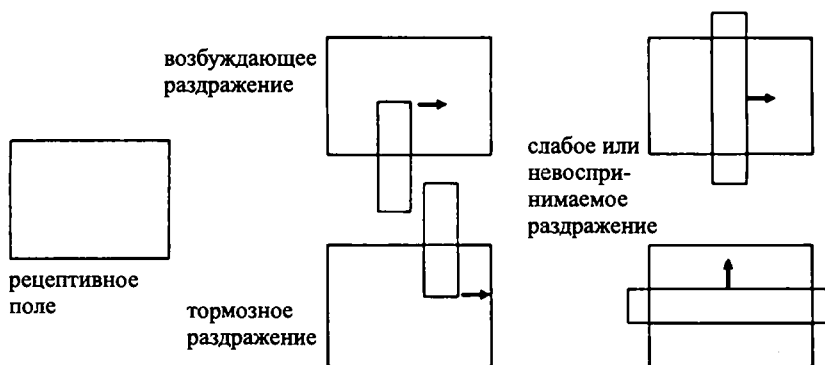 возбуждающее
раздражение
слабое или
невоспри-
нимаемое
раздражение
рецептивное
поле
тормозное
раздражение